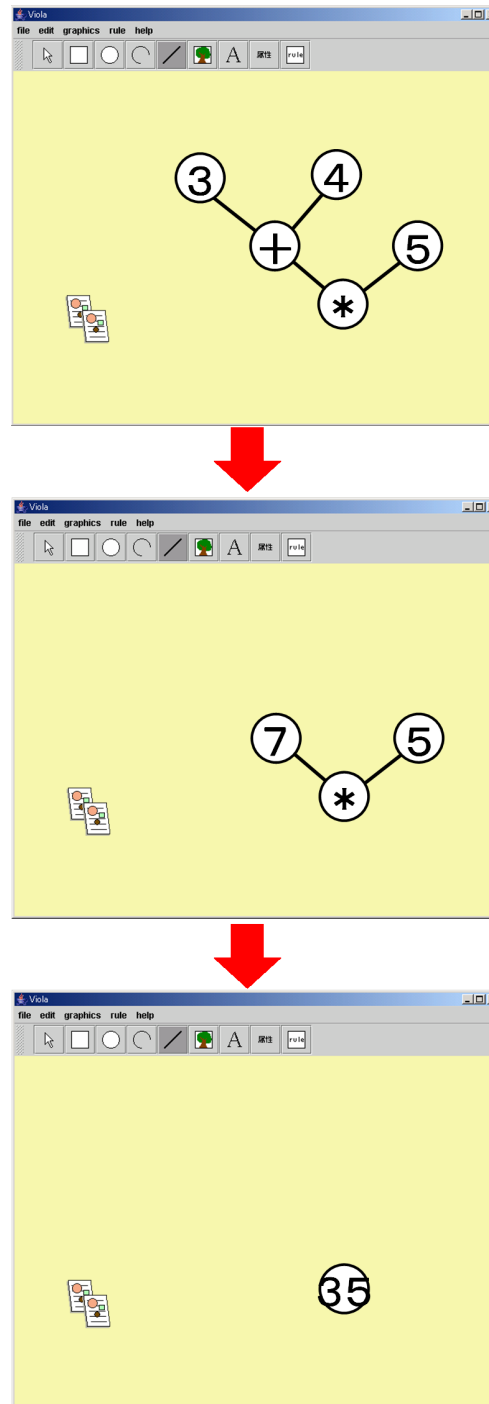 Viola
file edit graphics rule help
A 属性 rule
3 4
+ 5
*
Viola
file edit graphics rule help
A 属性 rule
7 5
*
Viola
file edit graphics rule help
A 属性 rule
35